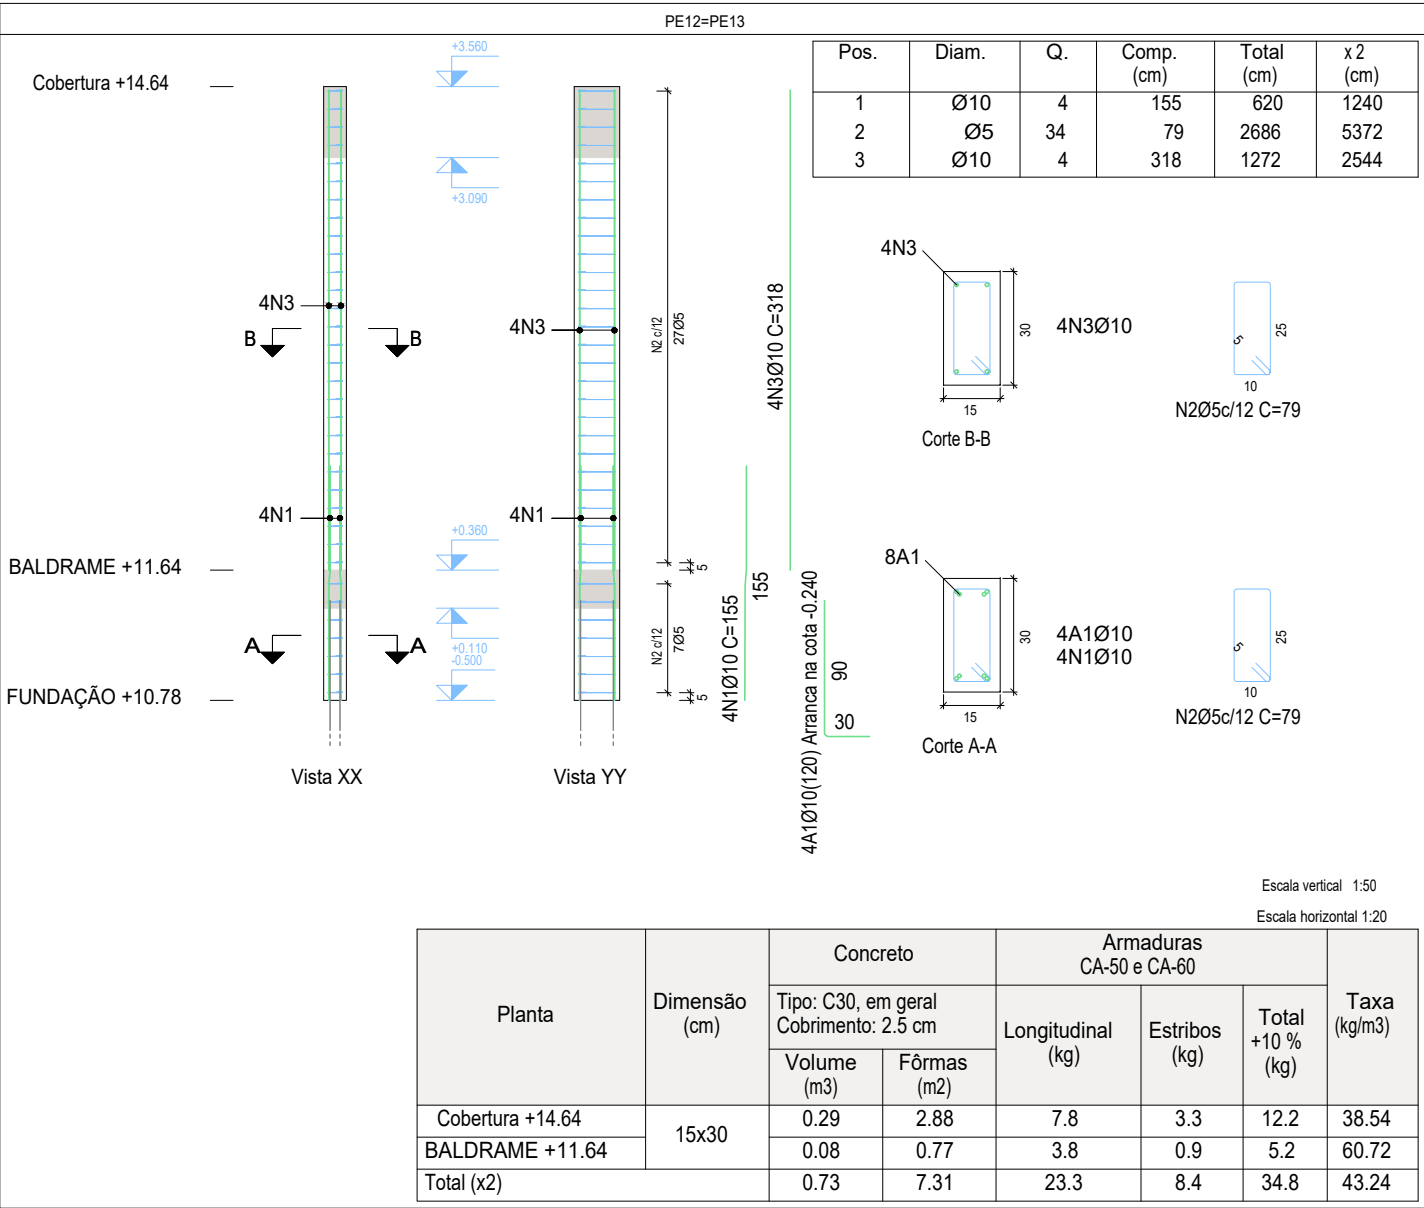 PE12=PE13
Pos. Diam. Q. Comp. (cm) Total (cm) x 2 (cm)
1 Ø10 4 155 620 1240
2 Ø5 34 79 2686 5372
3 Ø10 4 318 1272 2544
Cobertura +14.64
+3.560
+3.090
4N3
B B
4N3
N2 c/12
27Ø5
4N3Ø10 C=318
4N1
4N1
+0.360
BALDRAME +11.64
5
A A
+0.110
-0.500
N2 c/12
7Ø5
5
FUNDAÇÃO +10.78
4N1Ø10 C=155
155
4A1Ø10(120) Arranca na cota -0.240
90
30
Vista XX
Vista YY
4N3
30
15
4N3Ø10
Corte B-B
5
25
10
N2Ø5c/12 C=79
8A1
30
15
4A1Ø10
4N1Ø10
Corte A-A
5
25
10
N2Ø5c/12 C=79
Escala vertical 1:50
Escala horizontal 1:20
Planta
Dimensão
(cm)
Concreto
Tipo: C30, em geral
Cobrimento: 2.5 cm
Volume
(m3)
Fôrmas
(m2)
Armaduras
CA-50 e CA-60
Longitudinal
(kg)
Estribos
(kg)
Total
+10 %
(kg)
Taxa
(kg/m3)
Cobertura +14.64 15x30 0.29 2.88 7.8 3.3 12.2 38.54
BALDRAME +11.64 0.08 0.77 3.8 0.9 5.2 60.72
Total (x2) 0.73 7.31 23.3 8.4 34.8 43.24